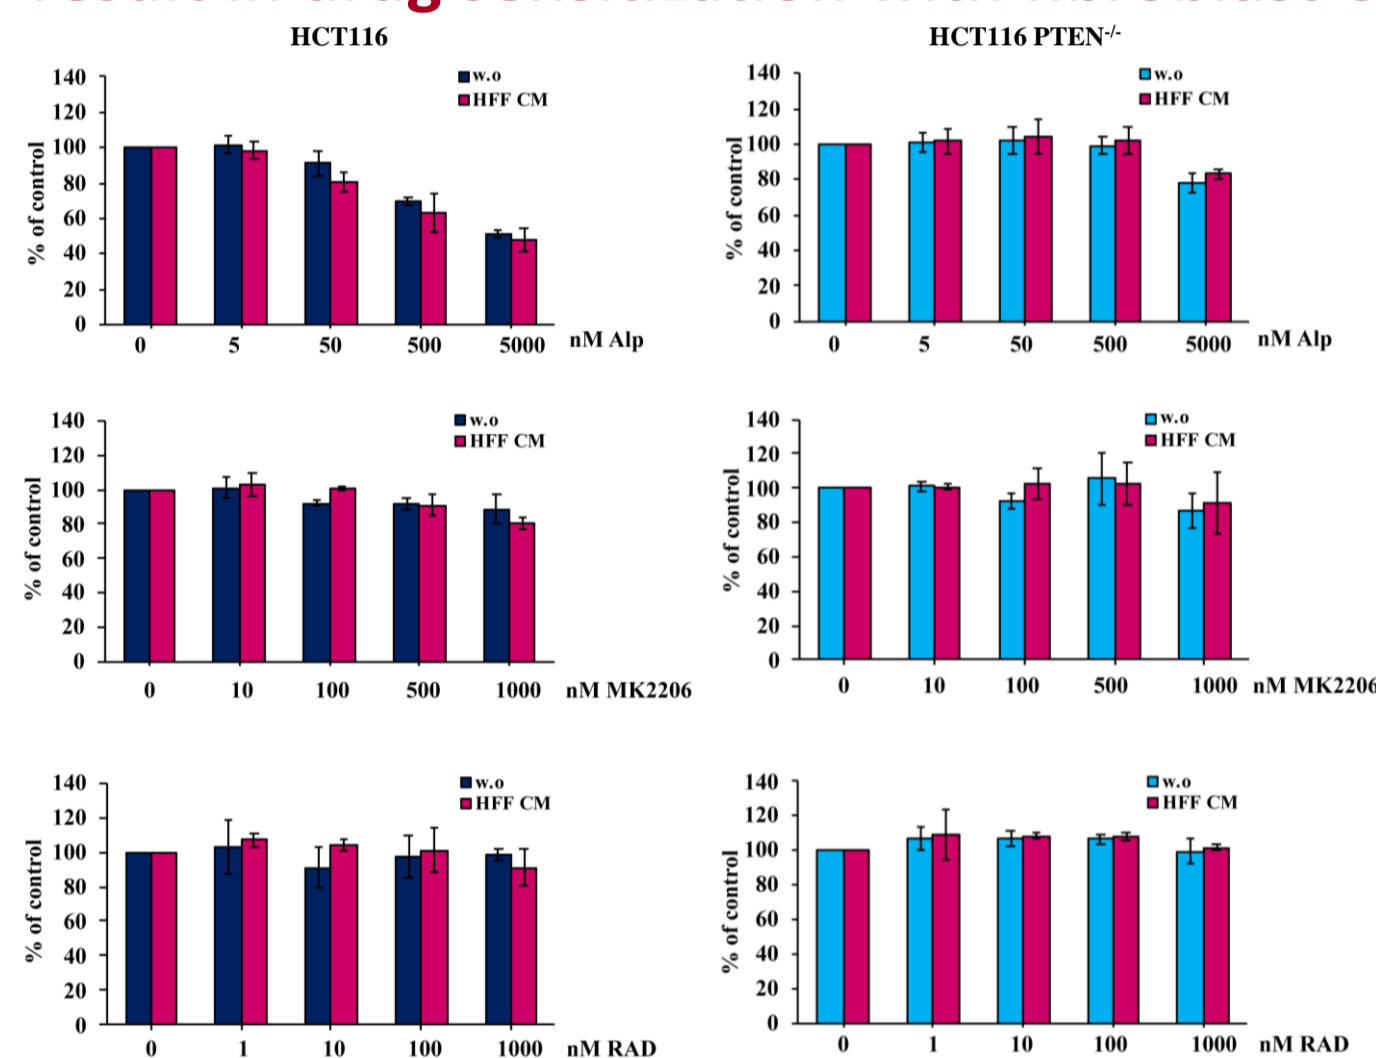 HCT116
HCT116 PTEN-/-
140
120
100
80
60
40
20
0
% of control
w.o
HFF CM
0 5 50 500 5000 nM Alp
140
120
100
80
60
40
20
0
% of control
w.o
HFF CM
0 5 50 500 5000 nM Alp
140
120
100
80
60
40
20
0
% of control
w.o
HFF CM
0 10 100 500 1000 nM MK2206
140
120
100
80
60
40
20
0
% of control
w.o
HFF CM
0 10 100 500 1000 nM MK2206
140
120
100
80
60
40
20
0
% of control
w.o
HFF CM
0 1 10 100 1000 nM RAD
140
120
100
80
60
40
20
0
% of control
w.o
HFF CM
0 1 10 100 1000 nM RAD